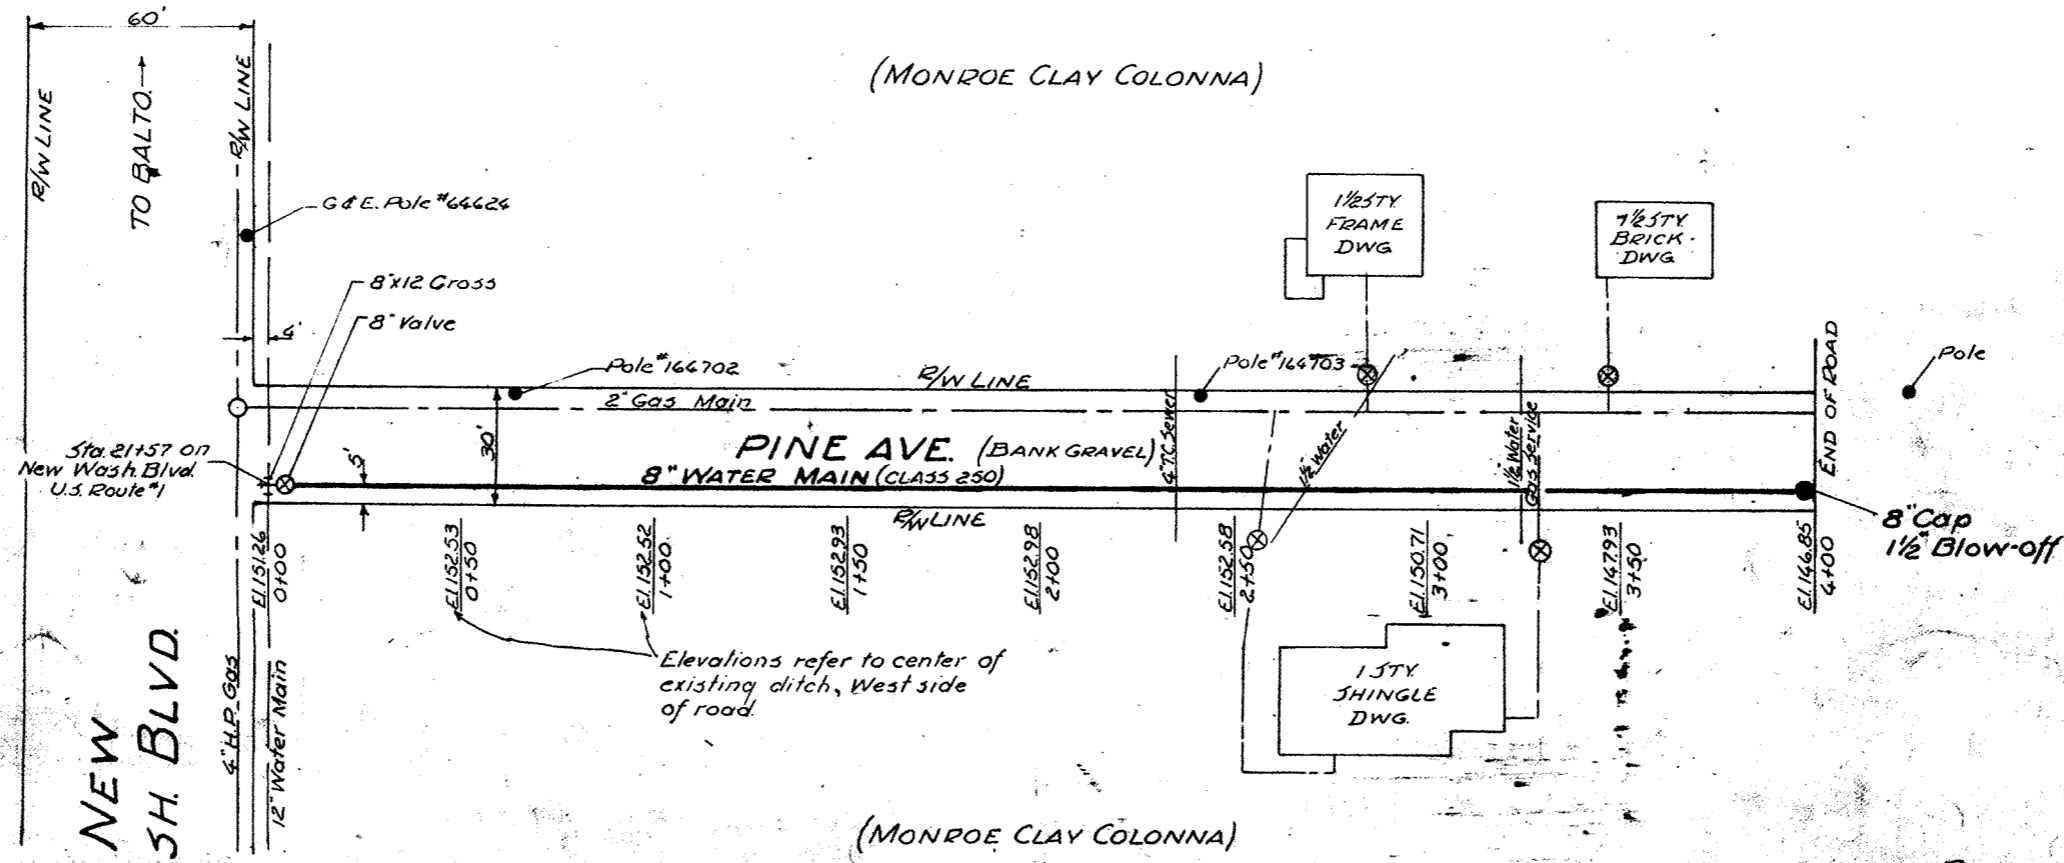 60'
R/W LINE
TO BALTO.
R/W LINE
(MONROE CLAY COLONNA)
G&E. Pole #64624
8"x12 Cross
8" Valve
4'
1½ STY.
FRAME
DWG
1½ STY.
BRICK
DWG
Pole #164702
R/W LINE
Pole #164703
Pole
END OF ROAD
2" Gas Main
30'
5'
PINE AVE. (BANK GRAVEL)
8" WATER MAIN (CLASS 250)
4" T.C. Sewer
1½" Water
1½" Water
Gas Service
Sta. 21+57 on
New Wash. Blvd.
U.S. Route #1
R/W LINE
8" Cap
1½" Blow-off
El. 151.26
0+00
El. 152.53
0+50
El. 152.52
1+00
El. 152.93
1+50
El. 152.98
2+00
El. 152.58
2+50
El. 150.71
3+00
El. 147.93
3+50
El. 146.85
4+00
Elevations refer to center of
existing ditch, West side
of road.
1 STY.
SHINGLE
DWG.
NEW
SH. BLVD.
4" H.P. Gas
12" Water Main
(MONROE CLAY COLONNA)